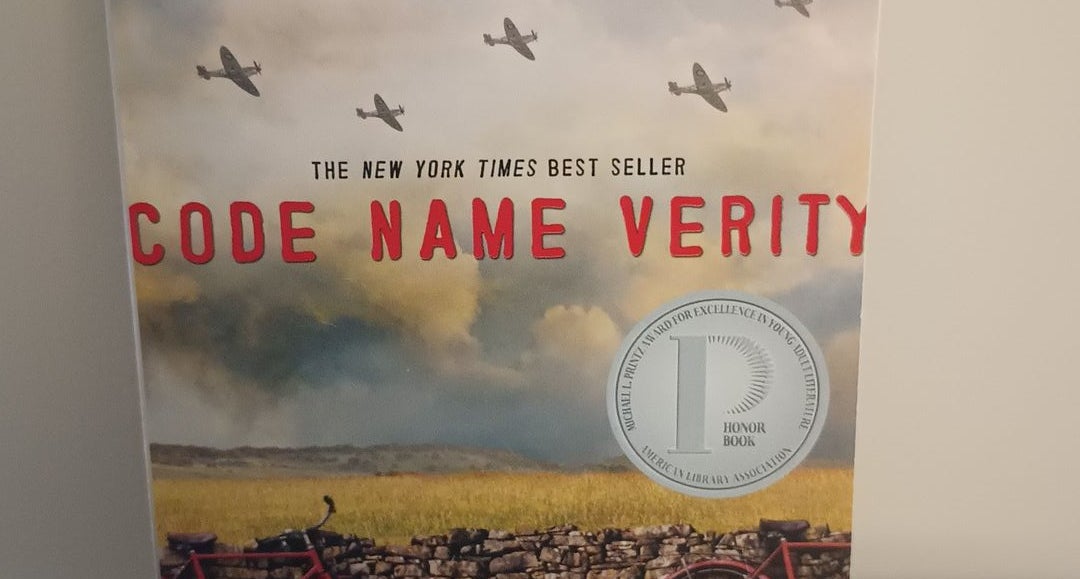 THE NEW YORK TIMES BEST SELLER
CODE NAME VERITY
MICHAEL L. PRINTZ AWARD FOR EXCELLENCE IN YOUNG ADULT LITERATURE
HONOR
BOOK
AMERICAN LIBRARY ASSOCIATION